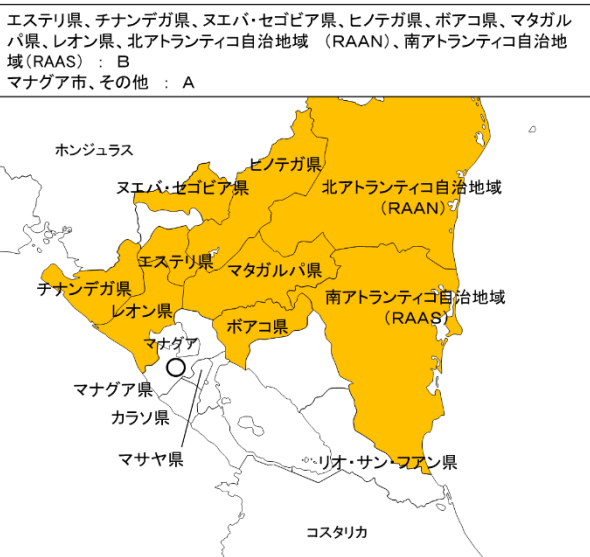 エステリ県、チナンデガ県、ヌエバ・セゴビア県、ヒノテガ県、ボアコ県、マタガル
パ県、レオン県、北アトランティコ自治地域　（RAAN）、南アトランティコ自治地
域（RAAS）　：　B
マナグア市、その他　：　A
ホンジュラス
ヒノテガ県
ヌエバ・セゴビア県
北アトランティコ自治地域
（RAAN）
エステリ県
マタガルパ県
チナンデガ県
南アトランティコ自治地域
（RAAS）
レオン県
ボアコ県
マナグア
マナグア県
カラソ県
マサヤ県
リオ・サン・フアン県
コスタリカ